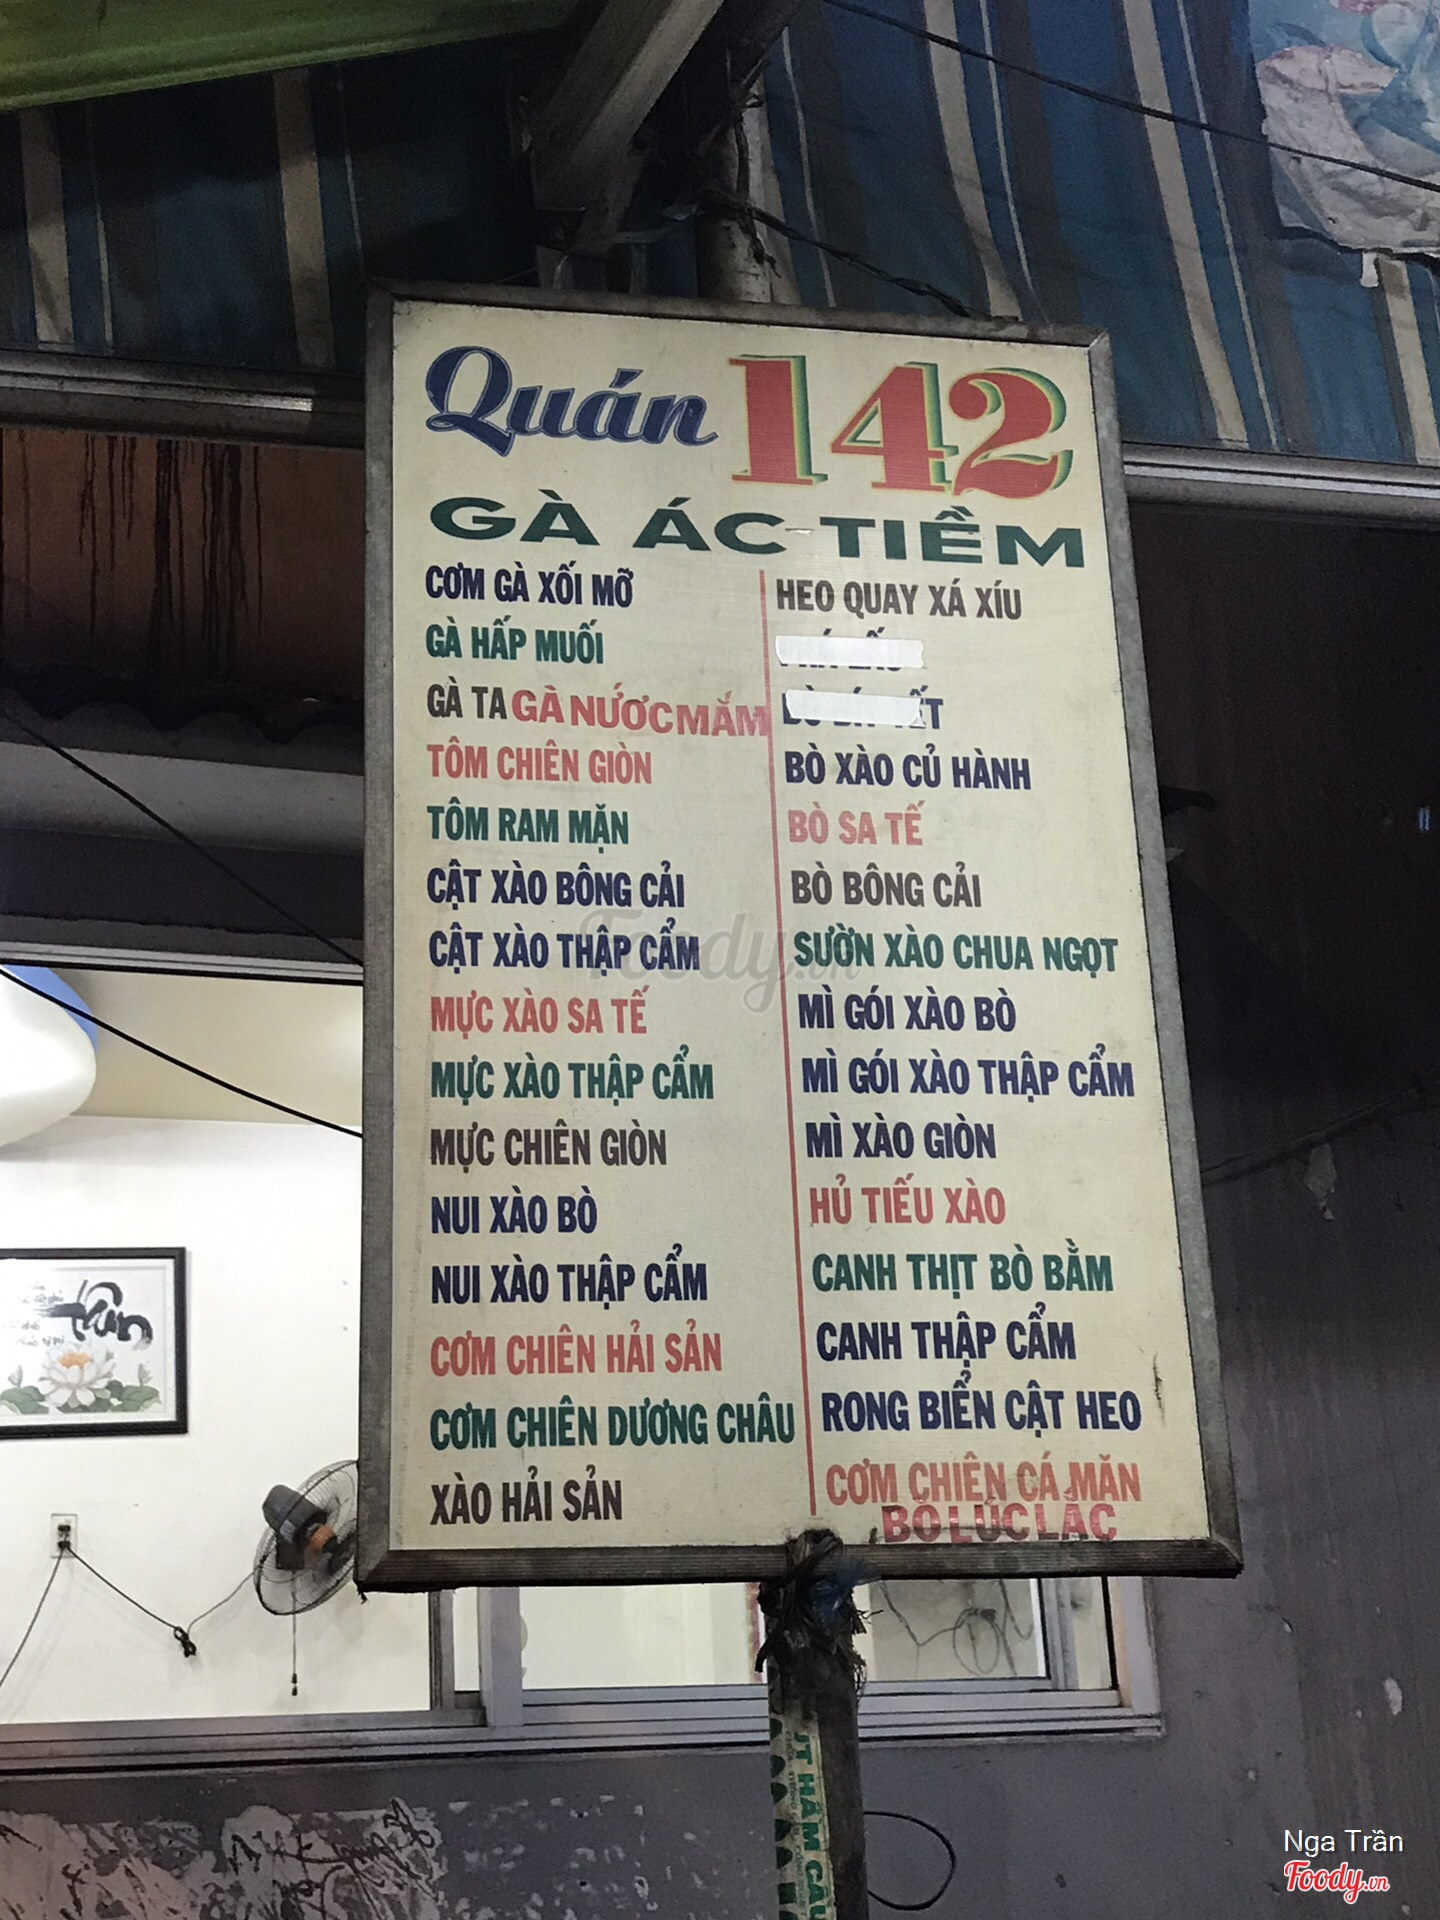 Quán 142
GÀ ÁC TIỀM
CƠM GÀ XỐI MỠ
GÀ HẤP MUỐI
GÀ TA GÀ NƯỚC MẮM
TÔM CHIÊN GIÒN
TÔM RAM MẶN
CẬT XÀO BÔNG CẢI
CẬT XÀO THẬP CẨM
MỰC XÀO SA TẾ
MỰC XÀO THẬP CẨM
MỰC CHIÊN GIÒN
NUI XÀO BÒ
NUI XÀO THẬP CẨM
CƠM CHIÊN HẢI SẢN
CƠM CHIÊN DƯƠNG CHÂU
XÀO HẢI SẢN
HEO QUAY XÁ XÍU
BÒ XÀO CỦ HÀNH
BÒ SA TẾ
BÒ BÔNG CẢI
SƯỜN XÀO CHUA NGỌT
MÌ GÓI XÀO BÒ
MÌ GÓI XÀO THẬP CẨM
MÌ XÀO GIÒN
HỦ TIẾU XÀO
CANH THỊT BÒ BẰM
CANH THẬP CẨM
RONG BIỂN CẬT HEO
CƠM CHIÊN CÁ MĂN
BÒ LÚC LẮC
Foody.vn
Nga Trần
Foody.vn